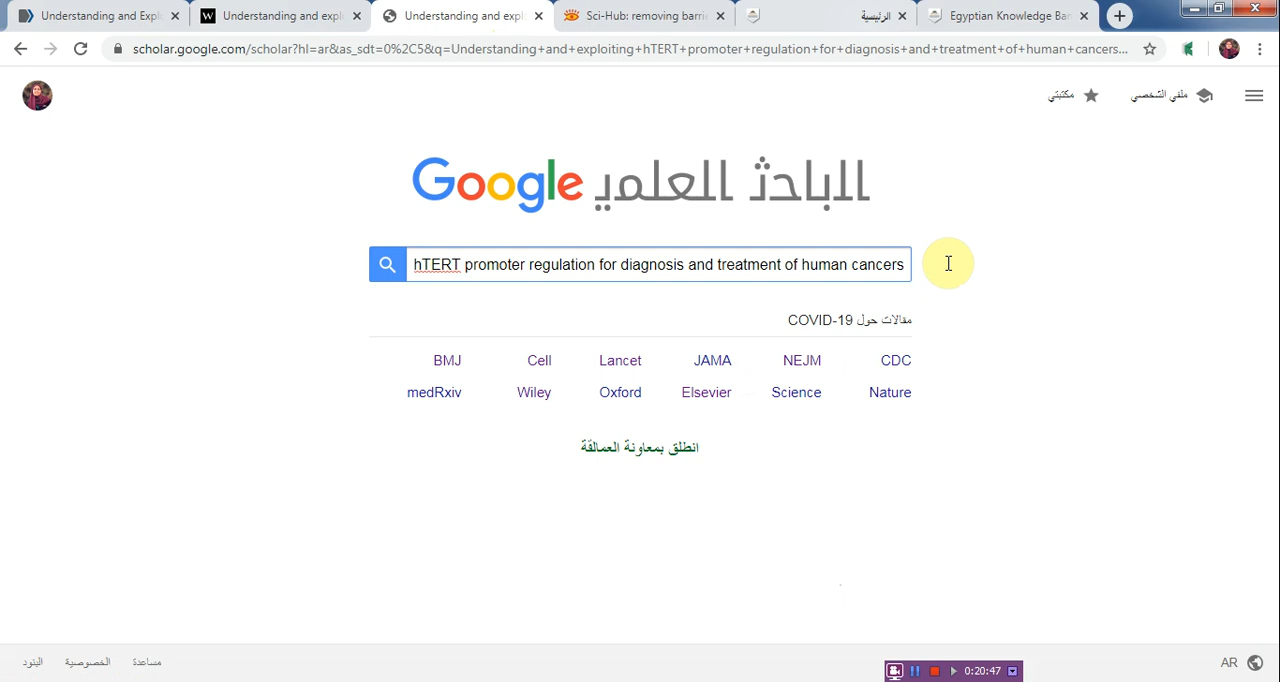 Understanding and Expl
Understanding and expl
Understanding and expl
Sci-Hub: removing barri
الرئيسية
Egyptian Knowledge Ban
scholar.google.com/scholar?hl=ar&as_sdt=0%2C5&q=Understanding+and+exploiting+hTERT+promoter+regulation+for+diagnosis+and+treatment+of+human+cancers...
مكتبتي
ملفي الشخصي
Google الباحث العلمي
hTERT promoter regulation for diagnosis and treatment of human cancers
مقالات حول COVID-19
BMJ Cell Lancet JAMA NEJM CDC
medRxiv Wiley Oxford Elsevier Science Nature
انطلق بمعاونة العمالقة
البنود الخصوصية مساعدة
AR
0:20:47